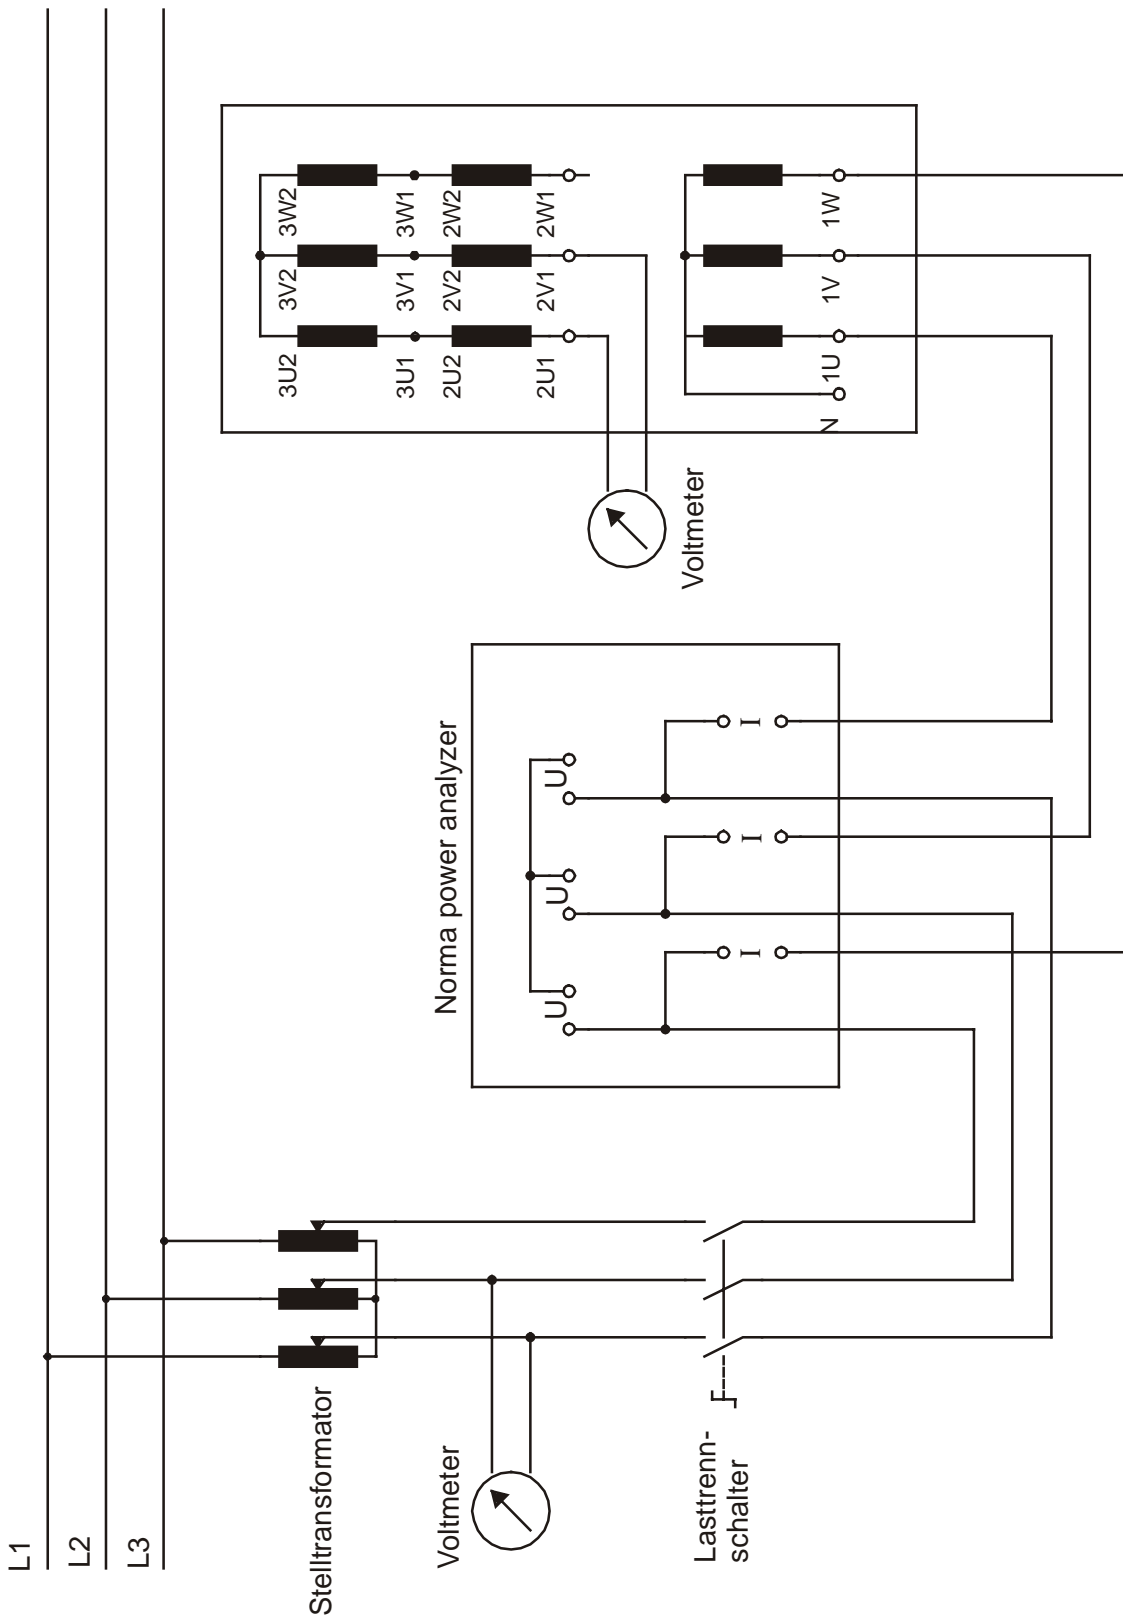 L1
L2
L3
Stelltransformator
Voltmeter
Lasttrenn-
schalter
Norma power analyzer
U
U
U
I
I
I
Voltmeter
3U2
3U1
2U2
2U1
3V2
3V1
2V2
2V1
3W2
3W1
2W2
2W1
N
1U
1V
1W